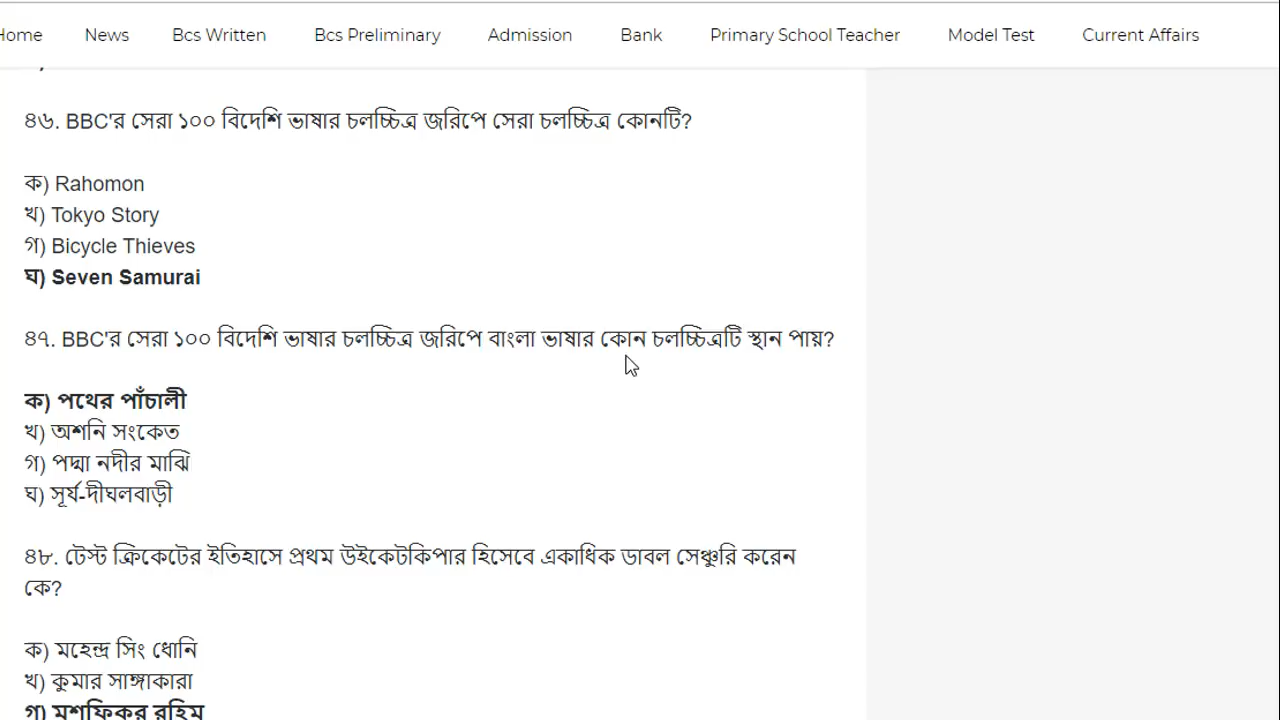 Home News Bcs Written Bcs Preliminary Admission Bank Primary School Teacher Model Test Current Affairs
৪৬. BBC'র সেরা ১০০ বিদেশি ভাষার চলচ্চিত্র জরিপে সেরা চলচ্চিত্র কোনটি?
ক) Rahomon
খ) Tokyo Story
গ) Bicycle Thieves
ঘ) Seven Samurai
৪৭. BBC'র সেরা ১০০ বিদেশি ভাষার চলচ্চিত্র জরিপে বাংলা ভাষার কোন চলচ্চিত্রটি স্থান পায়?
ক) পথের পাঁচালী
খ) অশনি সংকেত
গ) পদ্মা নদীর মাঝি
ঘ) সূর্য-দীঘলবাড়ী
৪৮. টেস্ট ক্রিকেটের ইতিহাসে প্রথম উইকেটকিপার হিসেবে একাধিক ডাবল সেঞ্চুরি করেন
কে?
ক) মহেন্দ্র সিং ধোনি
খ) কুমার সাঙ্গাকারা
গ) মুশফিকুর রহিম